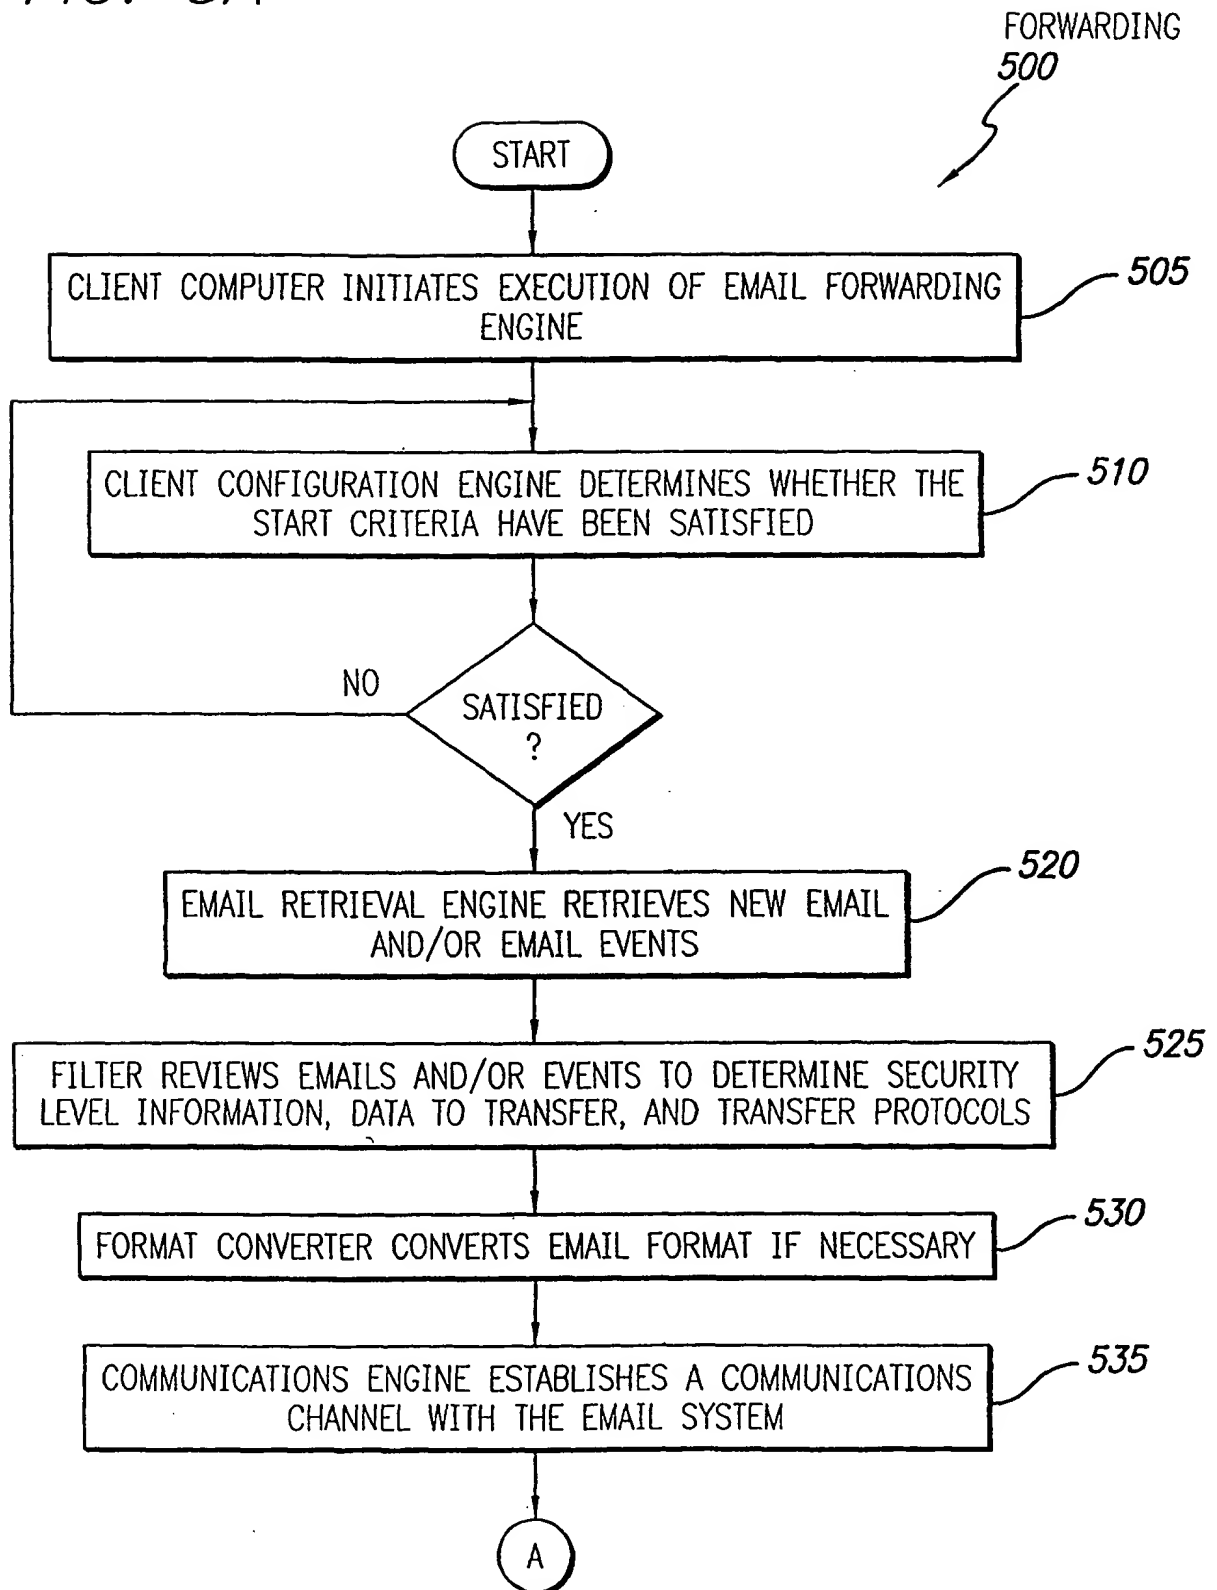 FORWARDING
500
START
CLIENT COMPUTER INITIATES EXECUTION OF EMAIL FORWARDING
ENGINE
505
CLIENT CONFIGURATION ENGINE DETERMINES WHETHER THE
START CRITERIA HAVE BEEN SATISFIED
510
NO
SATISFIED
?
YES
EMAIL RETRIEVAL ENGINE RETRIEVES NEW EMAIL
AND/OR EMAIL EVENTS
520
FILTER REVIEWS EMAILS AND/OR EVENTS TO DETERMINE SECURITY
LEVEL INFORMATION, DATA TO TRANSFER, AND TRANSFER PROTOCOLS
525
FORMAT CONVERTER CONVERTS EMAIL FORMAT IF NECESSARY
530
COMMUNICATIONS ENGINE ESTABLISHES A COMMUNICATIONS
CHANNEL WITH THE EMAIL SYSTEM
535
A